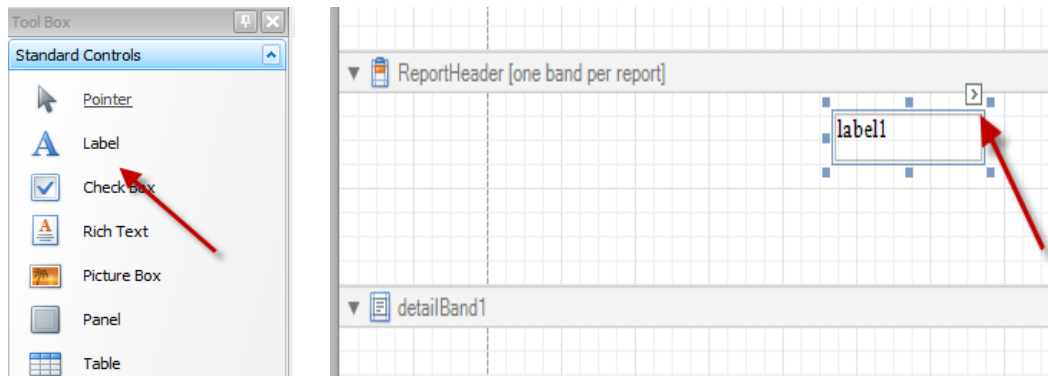 Tool Box
Standard Controls
Pointer
Label
Check Box
Rich Text
Picture Box
Panel
Table
ReportHeader [one band per report]
label1
detailBand1